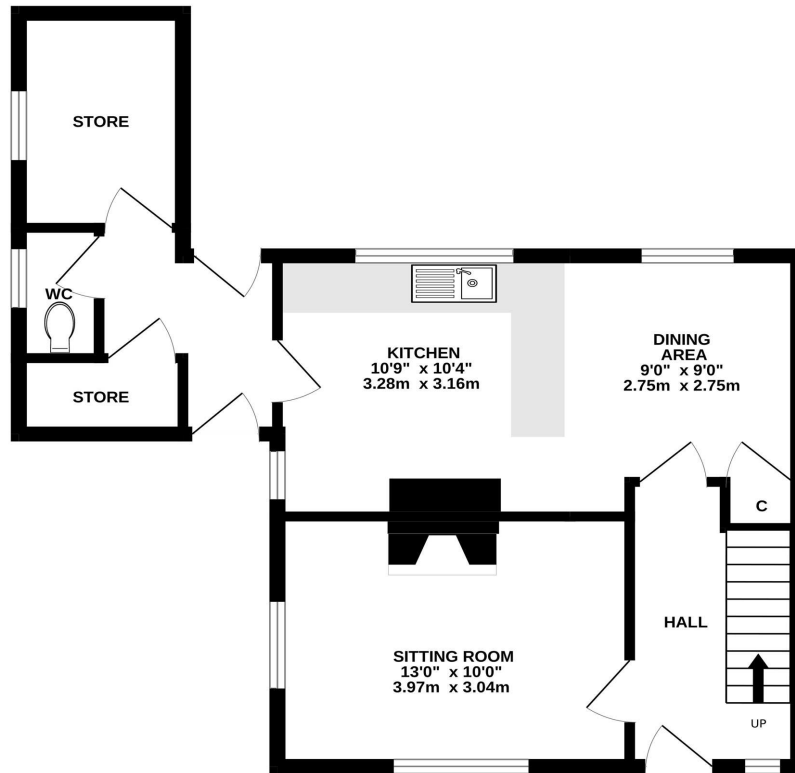 STORE
WC
STORE
KITCHEN
10'9" x 10'4"
3.28m x 3.16m
DINING
AREA
9'0" x 9'0"
2.75m x 2.75m
C
HALL
SITTING ROOM
13'0" x 10'0"
3.97m x 3.04m
UP